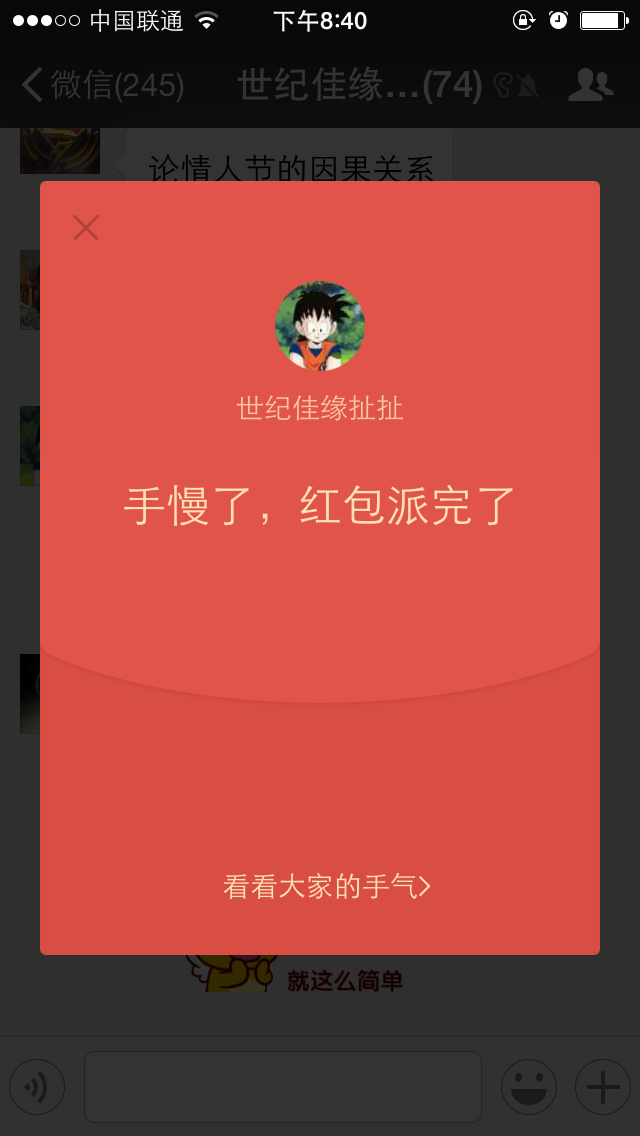 中国联通 下午8:40
微信(245) 世纪佳缘...(74)
论情人节的因果关系
世纪佳缘扯扯
手慢了，红包派完了
看看大家的手气
就这么简单